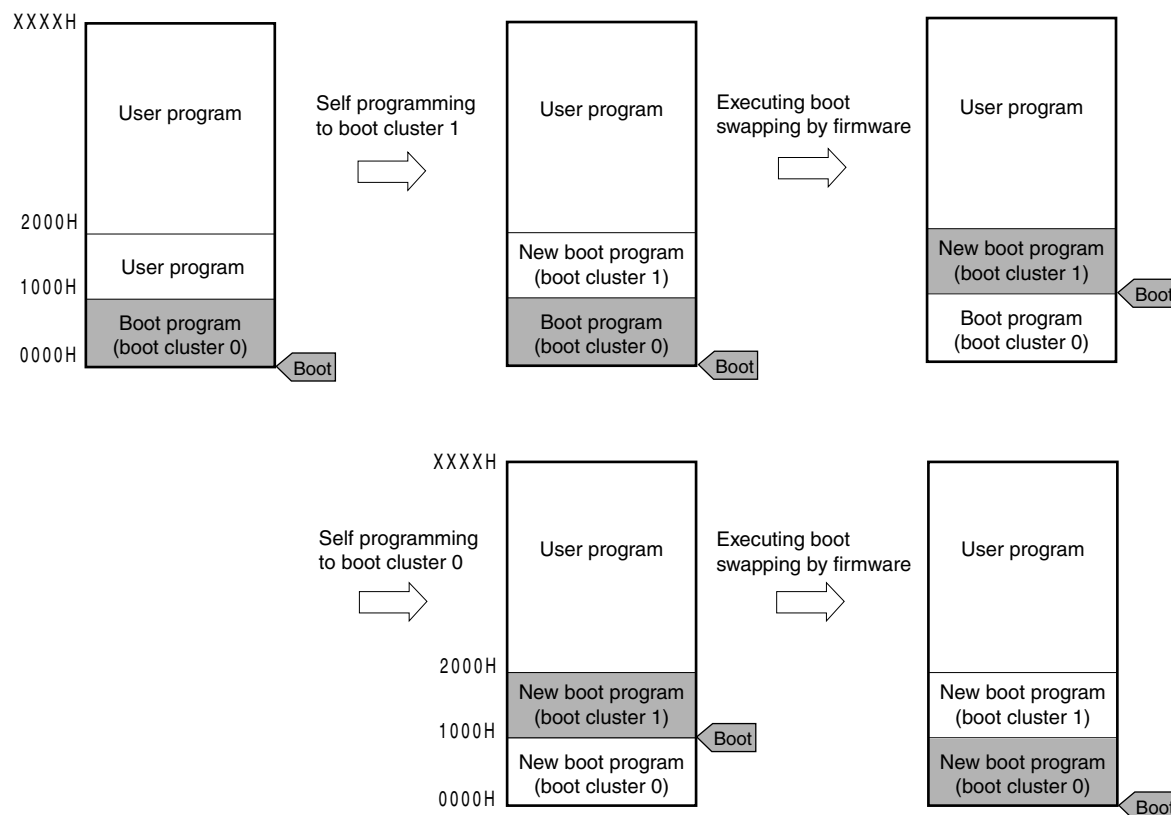 XXXXH
User program
2000H
User program
1000H
Boot program
(boot cluster 0)
0000H
Boot
Self programming
to boot cluster 1
User program
New boot program
(boot cluster 1)
Boot program
(boot cluster 0)
Boot
Executing boot
swapping by firmware
User program
New boot program
(boot cluster 1)
Boot
Boot program
(boot cluster 0)
Self programming
to boot cluster 0
XXXXH
User program
2000H
New boot program
(boot cluster 1)
1000H
Boot
New boot program
(boot cluster 0)
0000H
Executing boot
swapping by firmware
User program
New boot program
(boot cluster 1)
New boot program
(boot cluster 0)
Boot